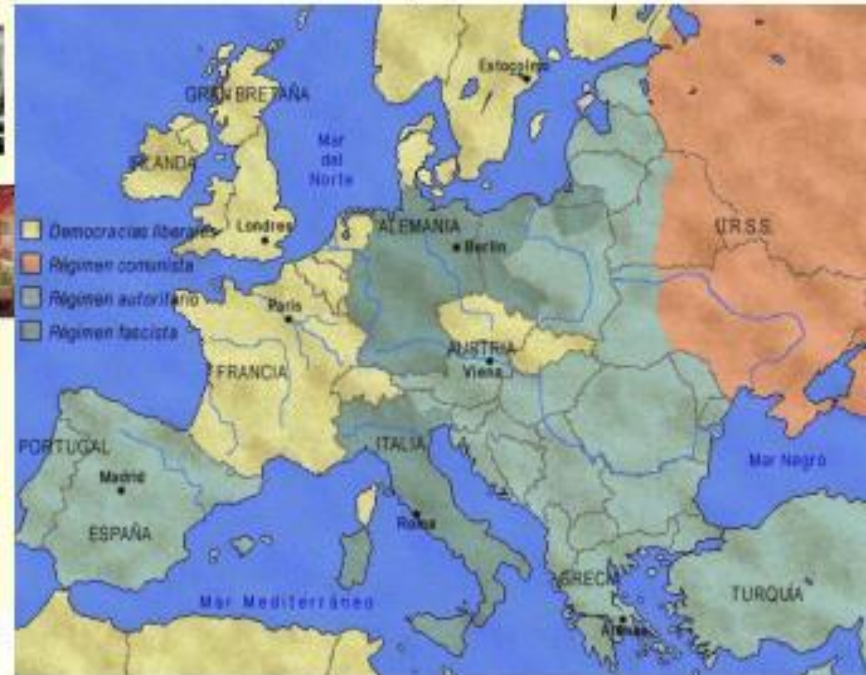 Estocolmo
GRAN BRETAÑA
Mar
del
Norte
IRLANDA
Democracias liberales
Londres
ALEMANIA
Berlín
U.R.S.S.
Régimen comunista
Régimen autoritario
París
Régimen fascista
AUSTRIA
Viena
FRANCIA
PORTUGAL
ITALIA
Mar Negro
Madrid
Roma
ESPAÑA
GRECIA
TURQUÍA
Mar Mediterráneo
Atenas